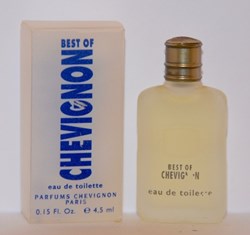 BEST OF
CHEVIGNON
eau de toilette
PARFUMS CHEVIGNON
PARIS
0.15 Fl. Oz. e 4.5 ml
BEST OF
CHEVIG N
eau de toilette